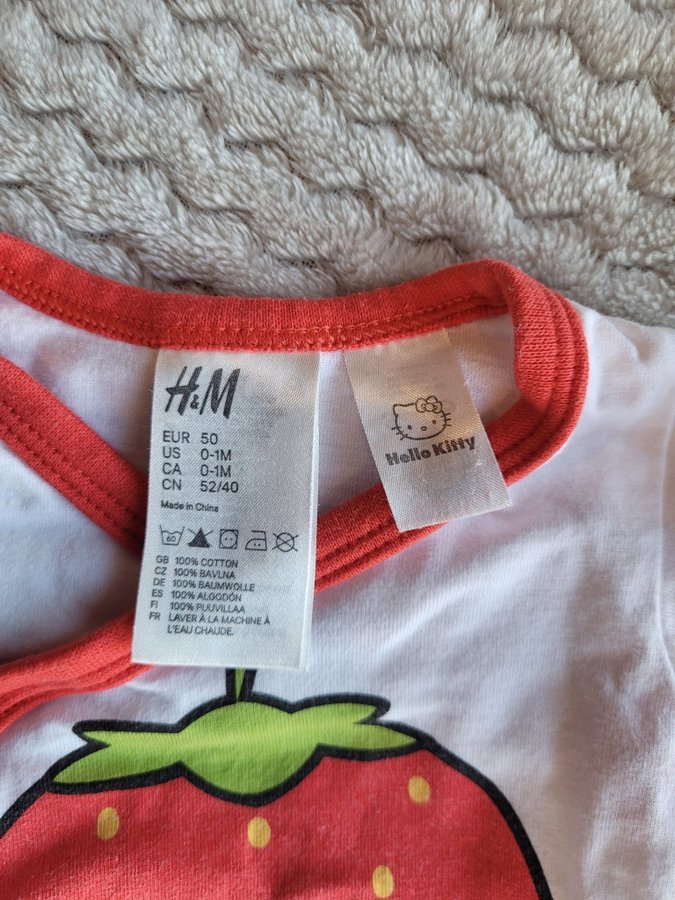 H&M
EUR 50
US 0-1M
CA 0-1M
CN 52/40
Made in China
60
GB 100% COTTON
CZ 100% BAVLNA
DE 100% BAUMWOLLE
ES 100% ALGODÓN
FI 100% PUUVILLAA
FR LAVER À LA MACHINE À
L'EAU CHAUDE.
Hello Kitty